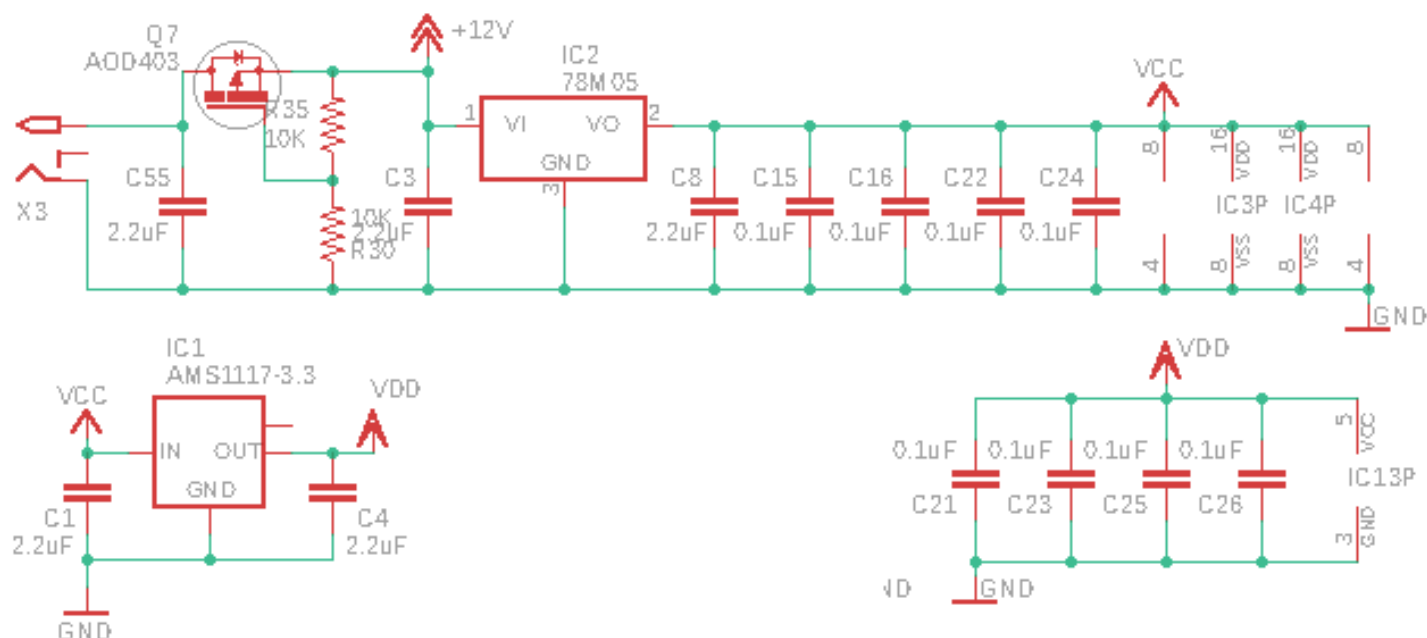 Q7
AOD403
+12V
IC2
78M05
VCC
R35
10K
1
VI
VO
2
GND
3
8
16
VDD
16
VDD
8
X3
C55
2.2uF
10K
2.2uF
R30
C3
C8
2.2uF
C15
0.1uF
C16
0.1uF
C22
0.1uF
C24
0.1uF
IC3P
IC4P
4
8
VSS
8
VSS
4
GND
IC1
AMS1117-3.3
VCC
VDD
IN
OUT
GND
C1
2.2uF
C4
2.2uF
GND
VDD
0.1uF
0.1uF
0.1uF
0.1uF
5
VCC
C21
C23
C25
C26
IC13P
3
GND
ND
GND